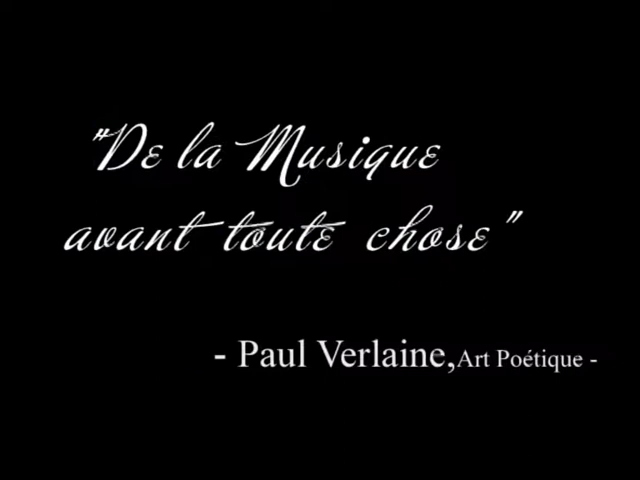 "De la Musique
avant toute chose"
- Paul Verlaine, Art Poétique -